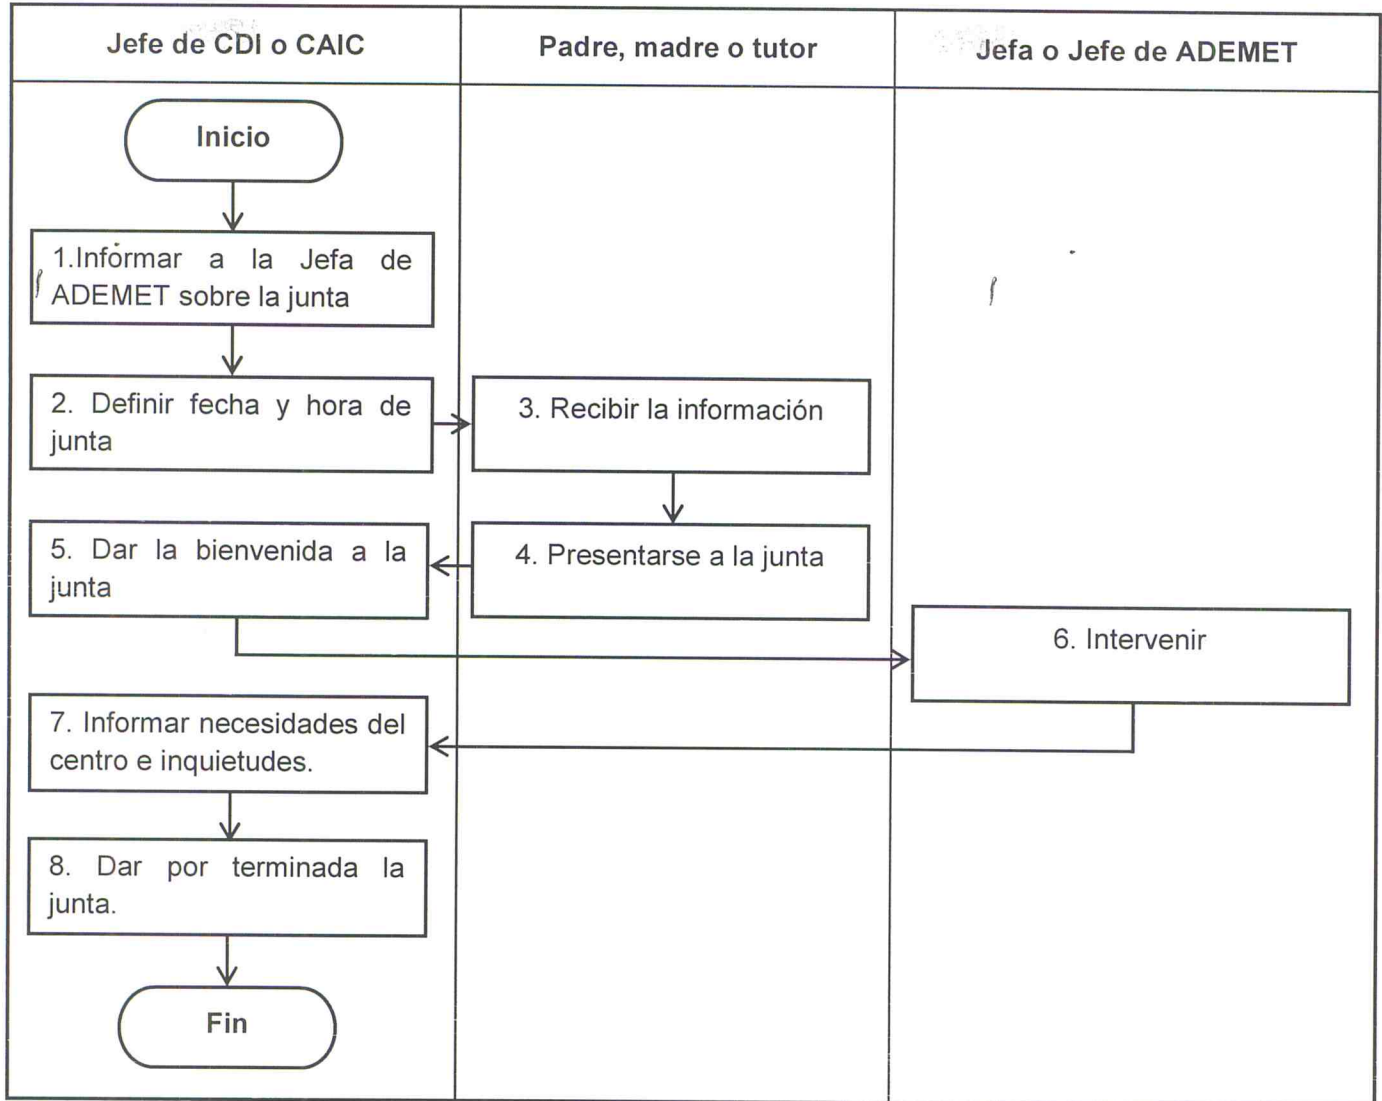 Jefe de CDI o CAIC
Padre, madre o tutor
Jefa o Jefe de ADEMET
Inicio
1.Informar a la Jefa de
ADEMET sobre la junta
2. Definir fecha y hora de
junta
3. Recibir la información
4. Presentarse a la junta
5. Dar la bienvenida a la
junta
6. Intervenir
7. Informar necesidades del
centro e inquietudes.
8. Dar por terminada la
junta.
Fin